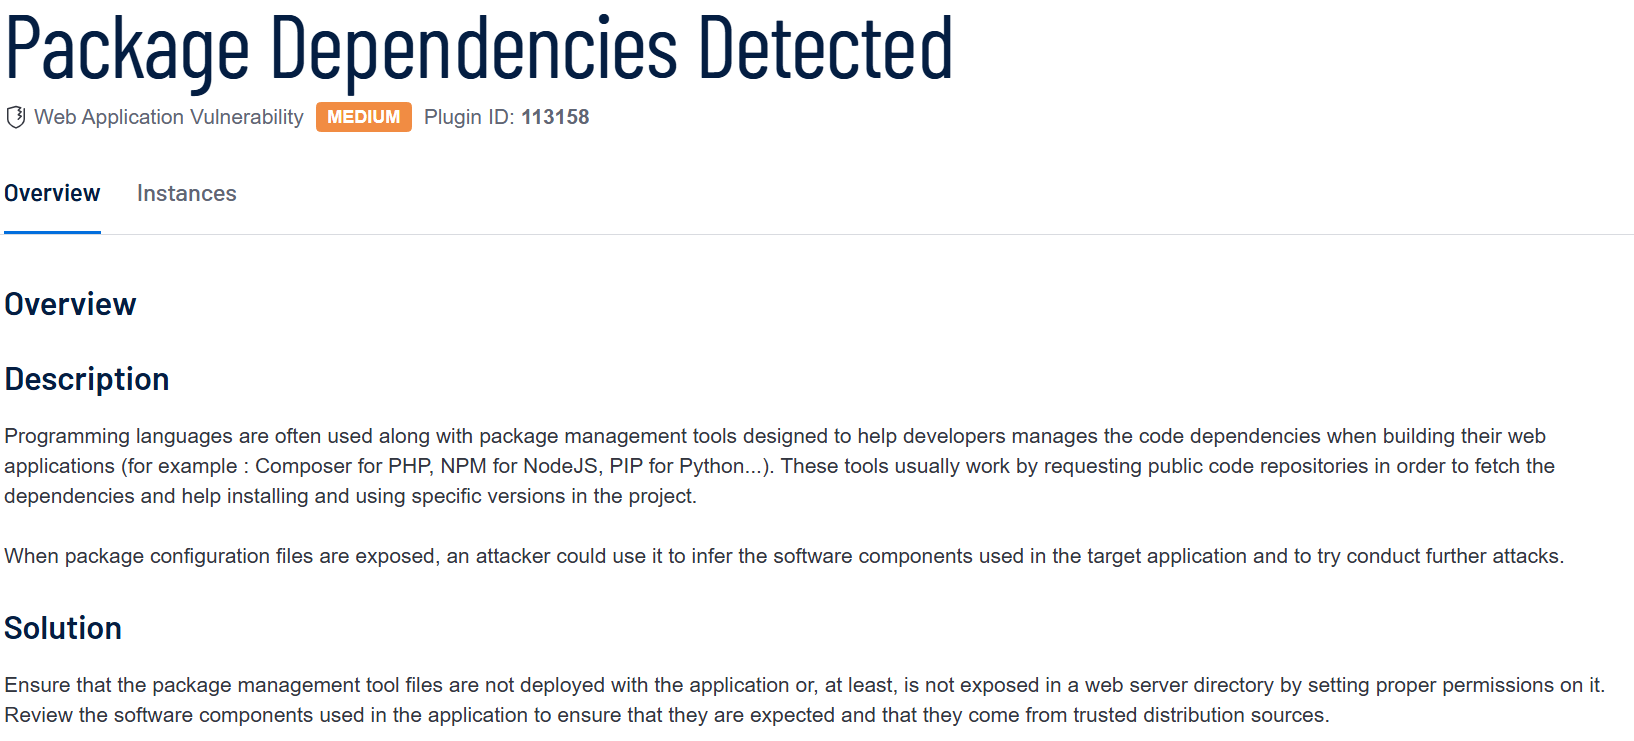 Package Dependencies Detected
Web Application Vulnerability MEDIUM Plugin ID: 113158
Overview Instances
Overview
Description
Programming languages are often used along with package management tools designed to help developers manages the code dependencies when building their web
applications (for example : Composer for PHP, NPM for NodeJS, PIP for Python...). These tools usually work by requesting public code repositories in order to fetch the
dependencies and help installing and using specific versions in the project.
When package configuration files are exposed, an attacker could use it to infer the software components used in the target application and to try conduct further attacks.
Solution
Ensure that the package management tool files are not deployed with the application or, at least, is not exposed in a web server directory by setting proper permissions on it.
Review the software components used in the application to ensure that they are expected and that they come from trusted distribution sources.